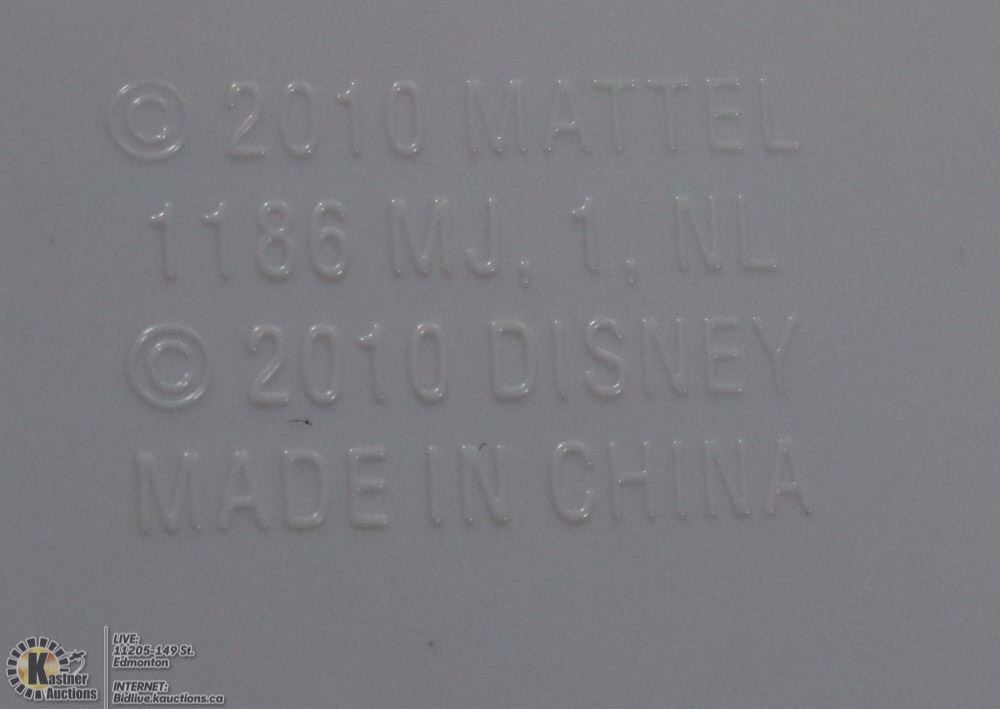 © 2010 MATTEL
1186 MJ, 1, NL
© 2010 DISNEY
MADE IN CHINA
Kastner
Auctions
LIVE:
11205-149 St.
Edmonton
INTERNET:
Bidlive.kauctions.ca